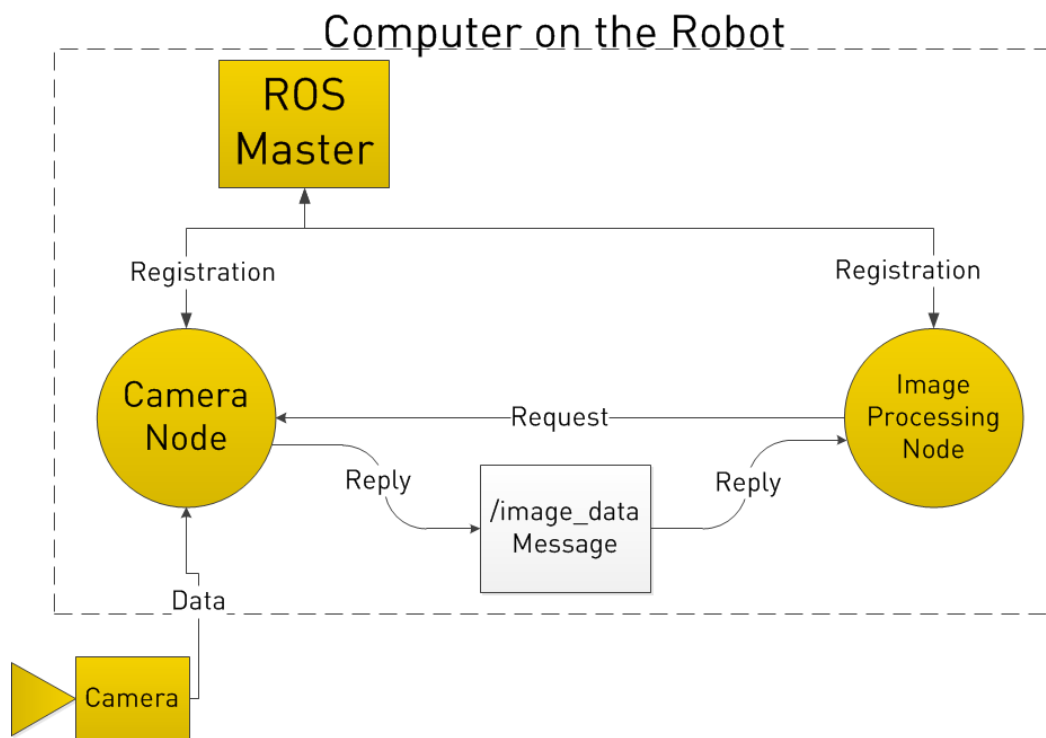 Computer on the Robot
ROS
Master
Registration
Registration
Camera
Node
Image
Processing
Node
Request
Reply
Reply
/image_data
Message
Data
Camera